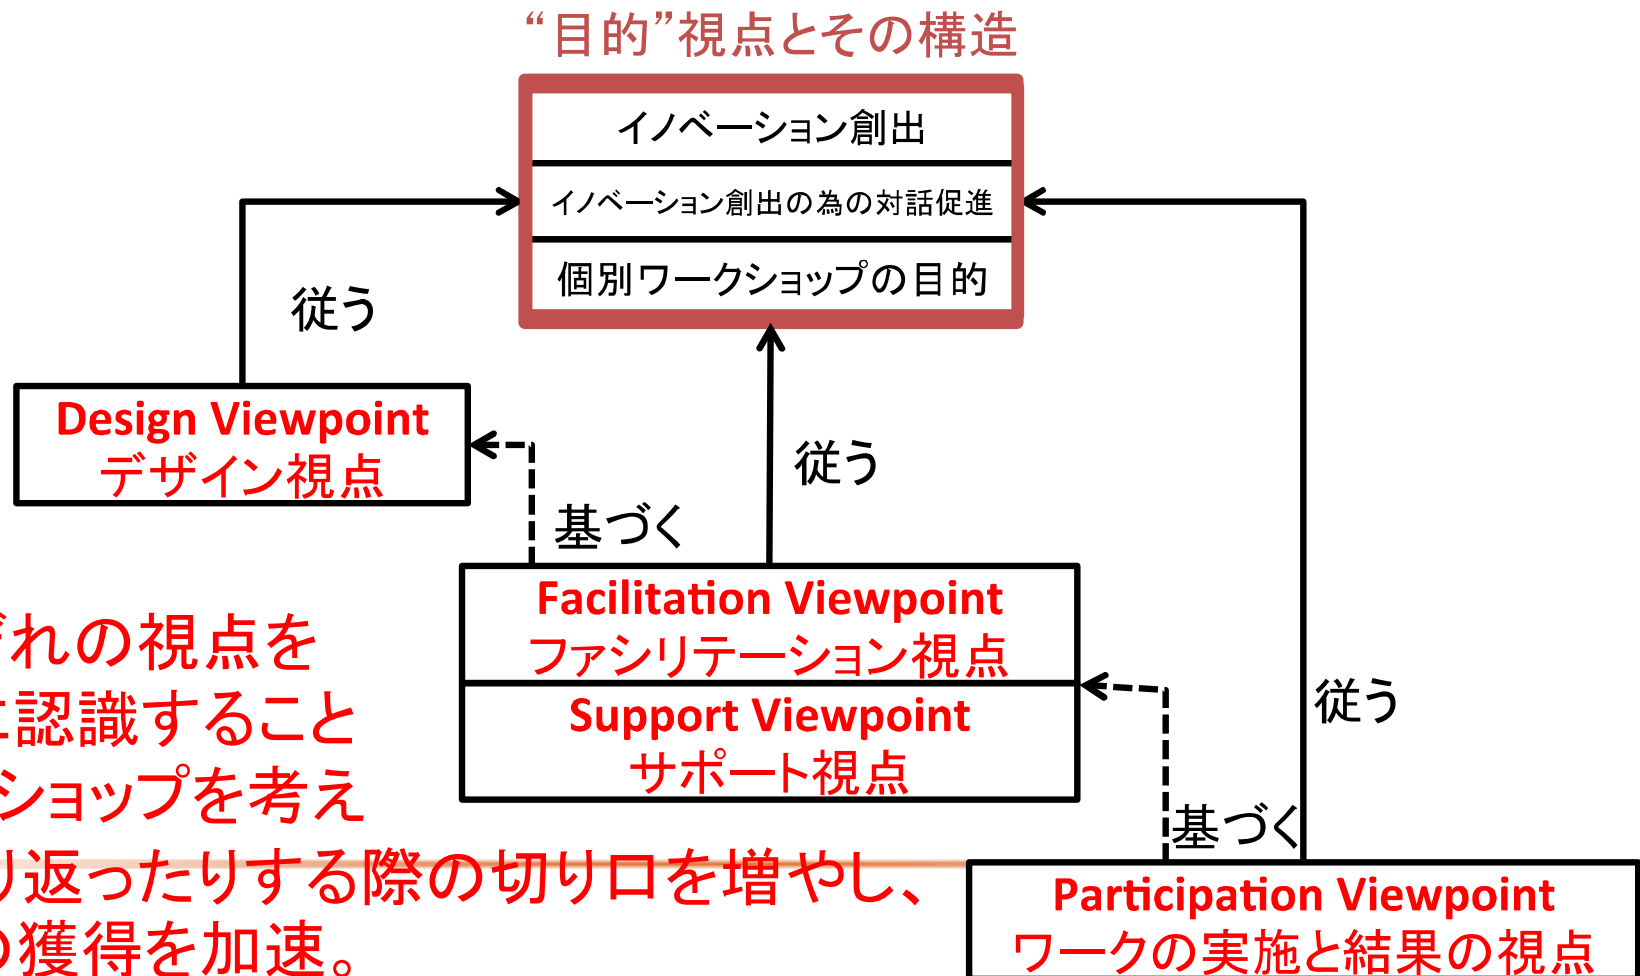 “目的”視点とその構造
イノベーション創出
イノベーション創出の為の対話促進
個別ワークショップの目的
従う
Design Viewpoint
デザイン視点
従う
基づく
Facilitation Viewpoint
ファシリテーション視点
Support Viewpoint
サポート視点
従う
基づく
Participation Viewpoint
ワークの実施と結果の視点
ぞれの視点を
に認識すること
ショップを考え
り返ったりする際の切り口を増やし、
の獲得を加速。